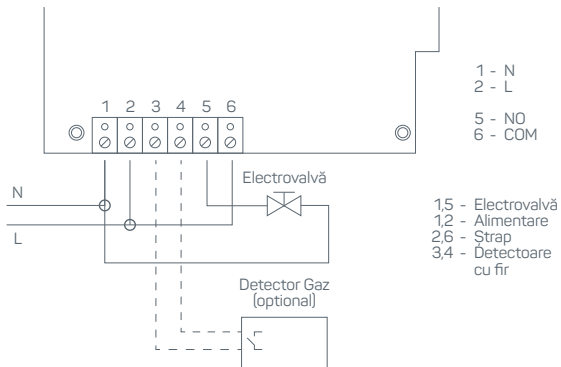 1 2 3 4 5 6
1 - N
2 - L
5 - NO
6 - COM
N
L
Electrovalvă
1,5 - Electrovalvă
1,2 - Alimentare
2,6 - Ștrap
3,4 - Detectoare
cu fir
Detector Gaz
(optional)